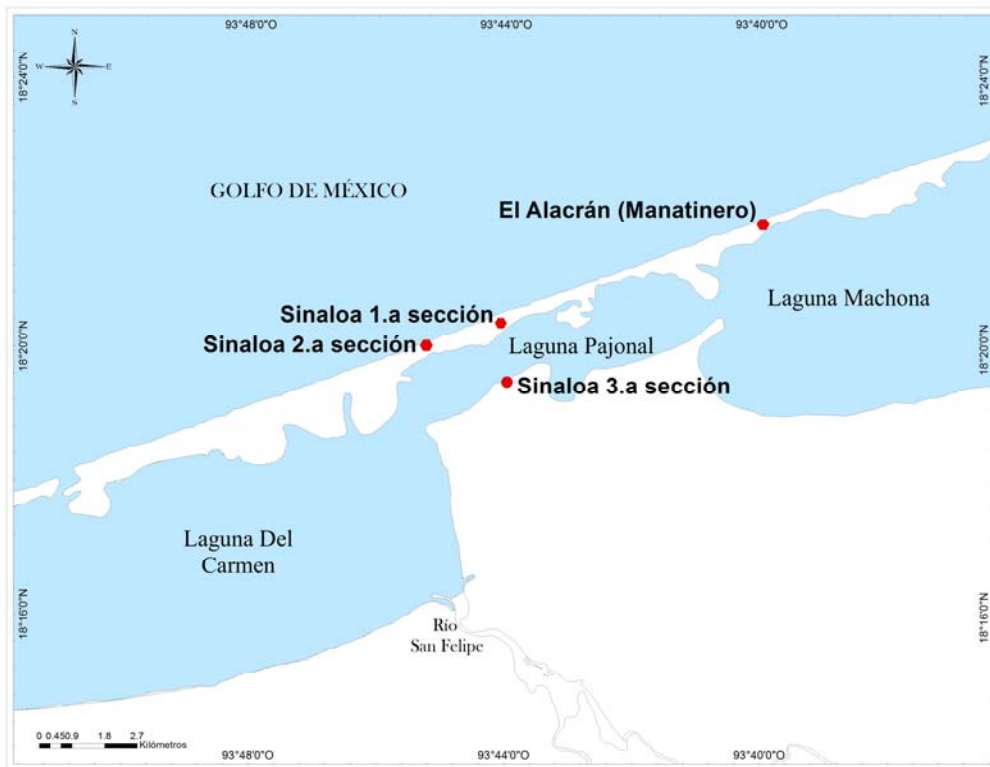 93°48'0"O
93°44'0"O
93°40'0"O
18°24'0"N
18°24'0"N
N
W
E
S
GOLFO DE MÉXICO
El Alacrán (Manatinero)
Laguna Machona
Sinaloa 1.a sección
Sinaloa 2.a sección
Laguna Pajonal
18°20'0"N
18°20'0"N
Sinaloa 3.a sección
Laguna Del
Carmen
18°16'0"N
18°16'0"N
Río
San Felipe
0 0.450.9 1.8 2.7
Kilómetros
93°48'0"O
93°44'0"O
93°40'0"O